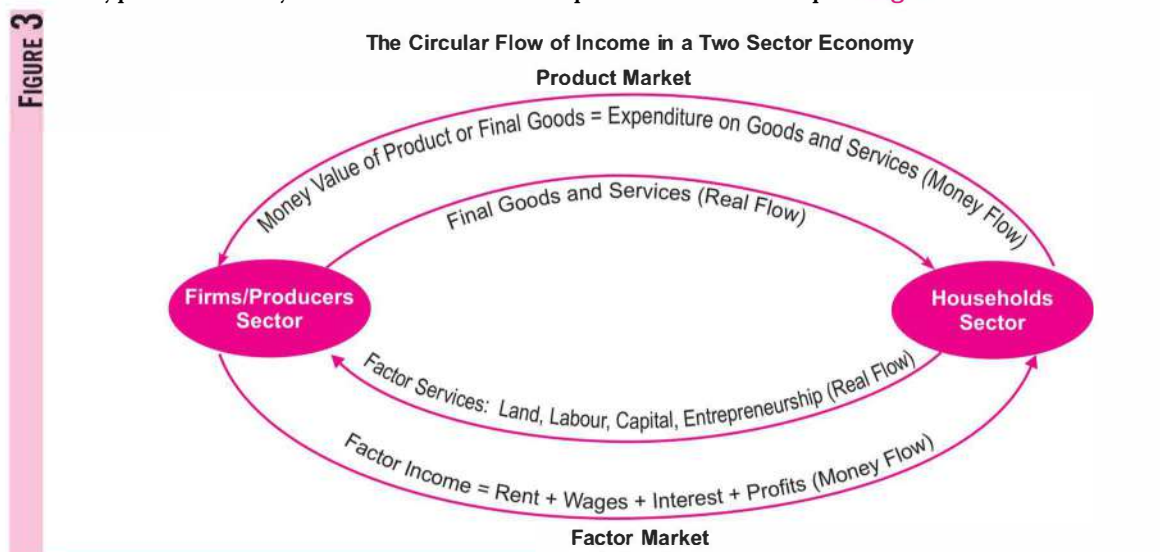 FIGURE 3
The Circular Flow of Income in a Two Sector Economy
Product Market
Money Value of Product or Final Goods = Expenditure on Goods and Services (Money Flow)
Final Goods and Services (Real Flow)
Firms/Producers
Sector
Households
Sector
Factor Services: Land, Labour, Capital, Entrepreneurship (Real Flow)
Factor Income = Rent + Wages + Interest + Profits (Money Flow)
Factor Market